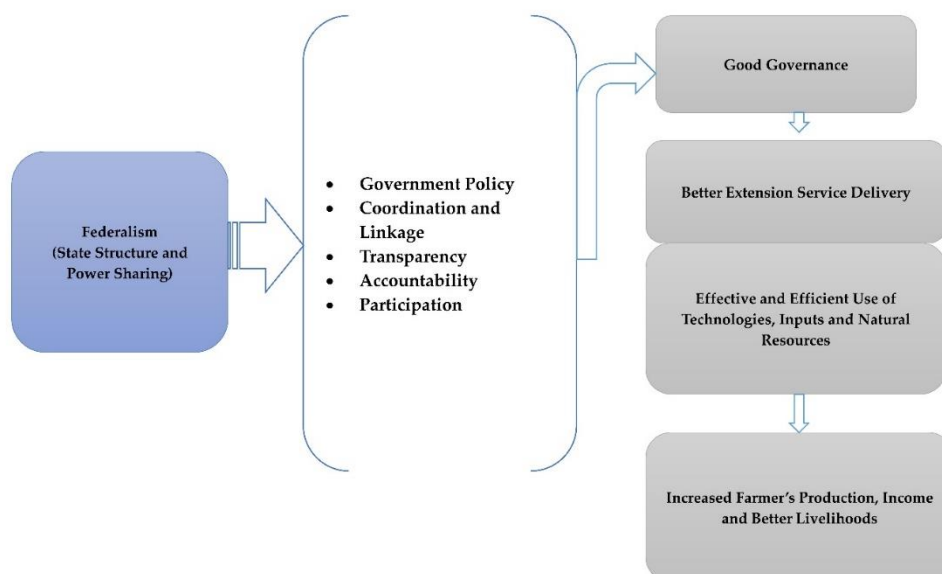 Federalism
(State Structure and
Power Sharing)
• Government Policy
• Coordination and
Linkage
• Transparency
• Accountability
• Participation
Good Governance
Better Extension Service Delivery
Effective and Efficient Use of
Technologies, Inputs and Natural
Resources
Increased Farmer’s Production, Income
and Better Livelihoods